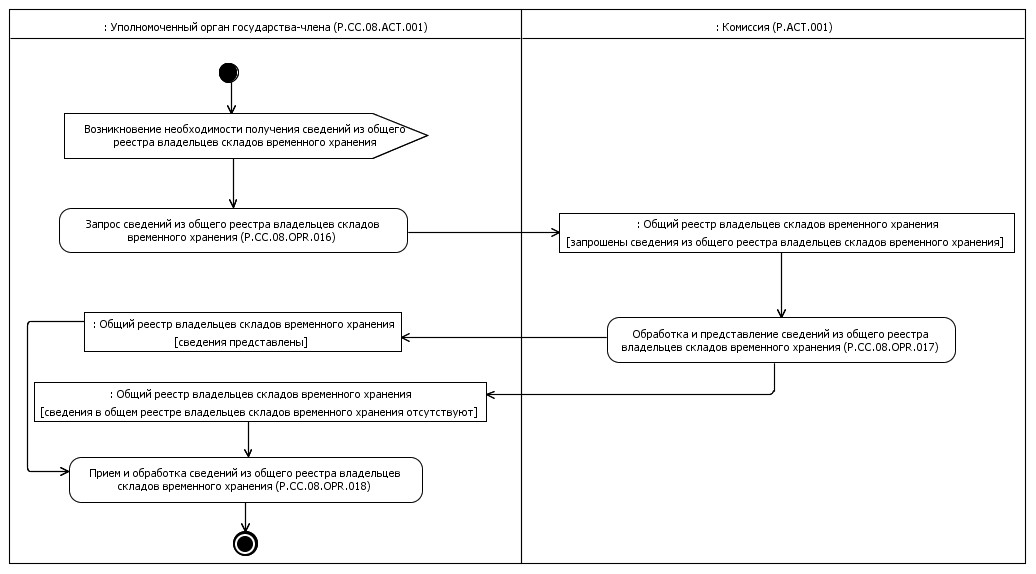 : Уполномоченный орган государства-члена (P.CC.08.ACT.001)
: Комиссия (P.ACT.001)
Возникновение необходимости получения сведений из общего
реестра владельцев складов временного хранения
Запрос сведений из общего реестра владельцев складов
временного хранения (P.CC.08.OPR.016)
: Общий реестр владельцев складов временного хранения
[запрошены сведения из общего реестра владельцев складов временного хранения]
: Общий реестр владельцев складов временного хранения
[сведения представлены]
Обработка и представление сведений из общего реестра
владельцев складов временного хранения (P.CC.08.OPR.017)
: Общий реестр владельцев складов временного хранения
[сведения в общем реестре владельцев складов временного хранения отсутствуют]
Прием и обработка сведений из общего реестра владельцев
складов временного хранения (P.CC.08.OPR.018)